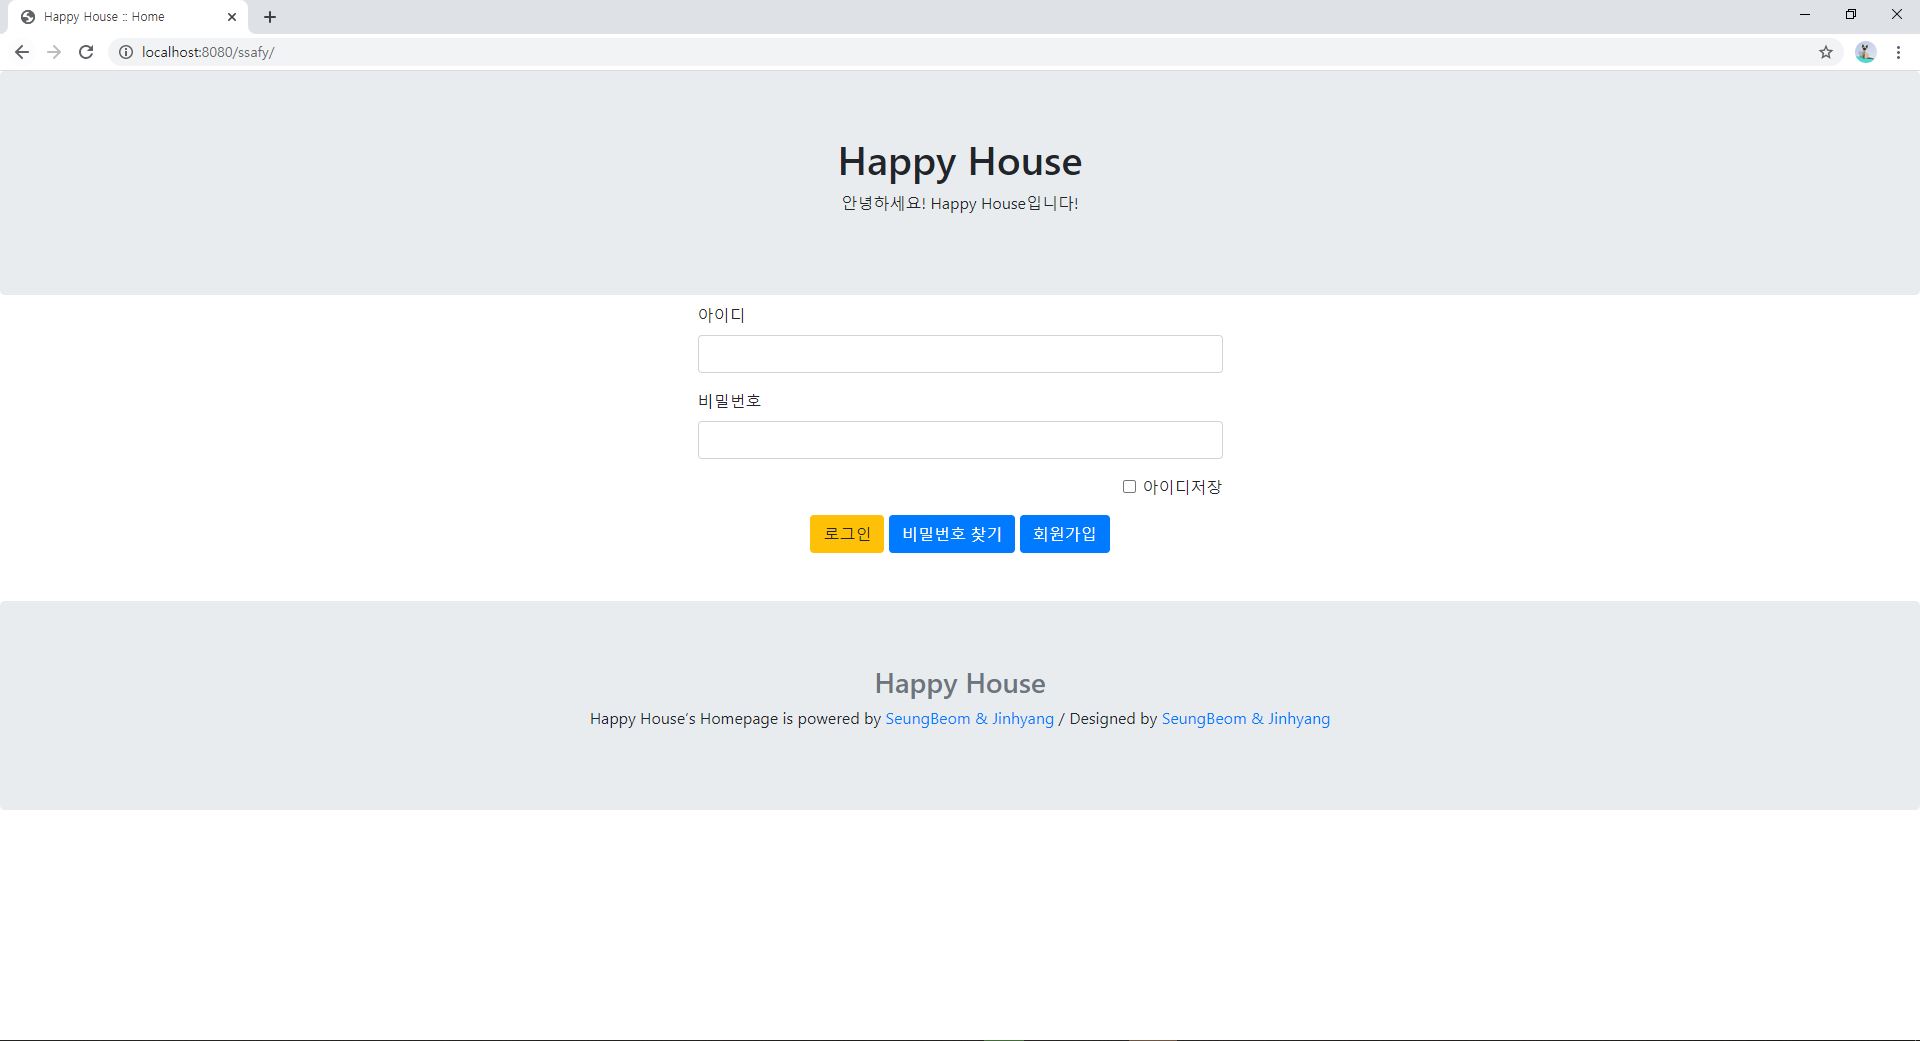 Happy House :: Home
localhost:8080/ssafy/
Happy House
안녕하세요! Happy House입니다!
아이디
비밀번호
아이디저장
로그인 비밀번호 찾기 회원가입
Happy House
Happy House's Homepage is powered by SeungBeom & Jinhyang / Designed by SeungBeom & Jinhyang